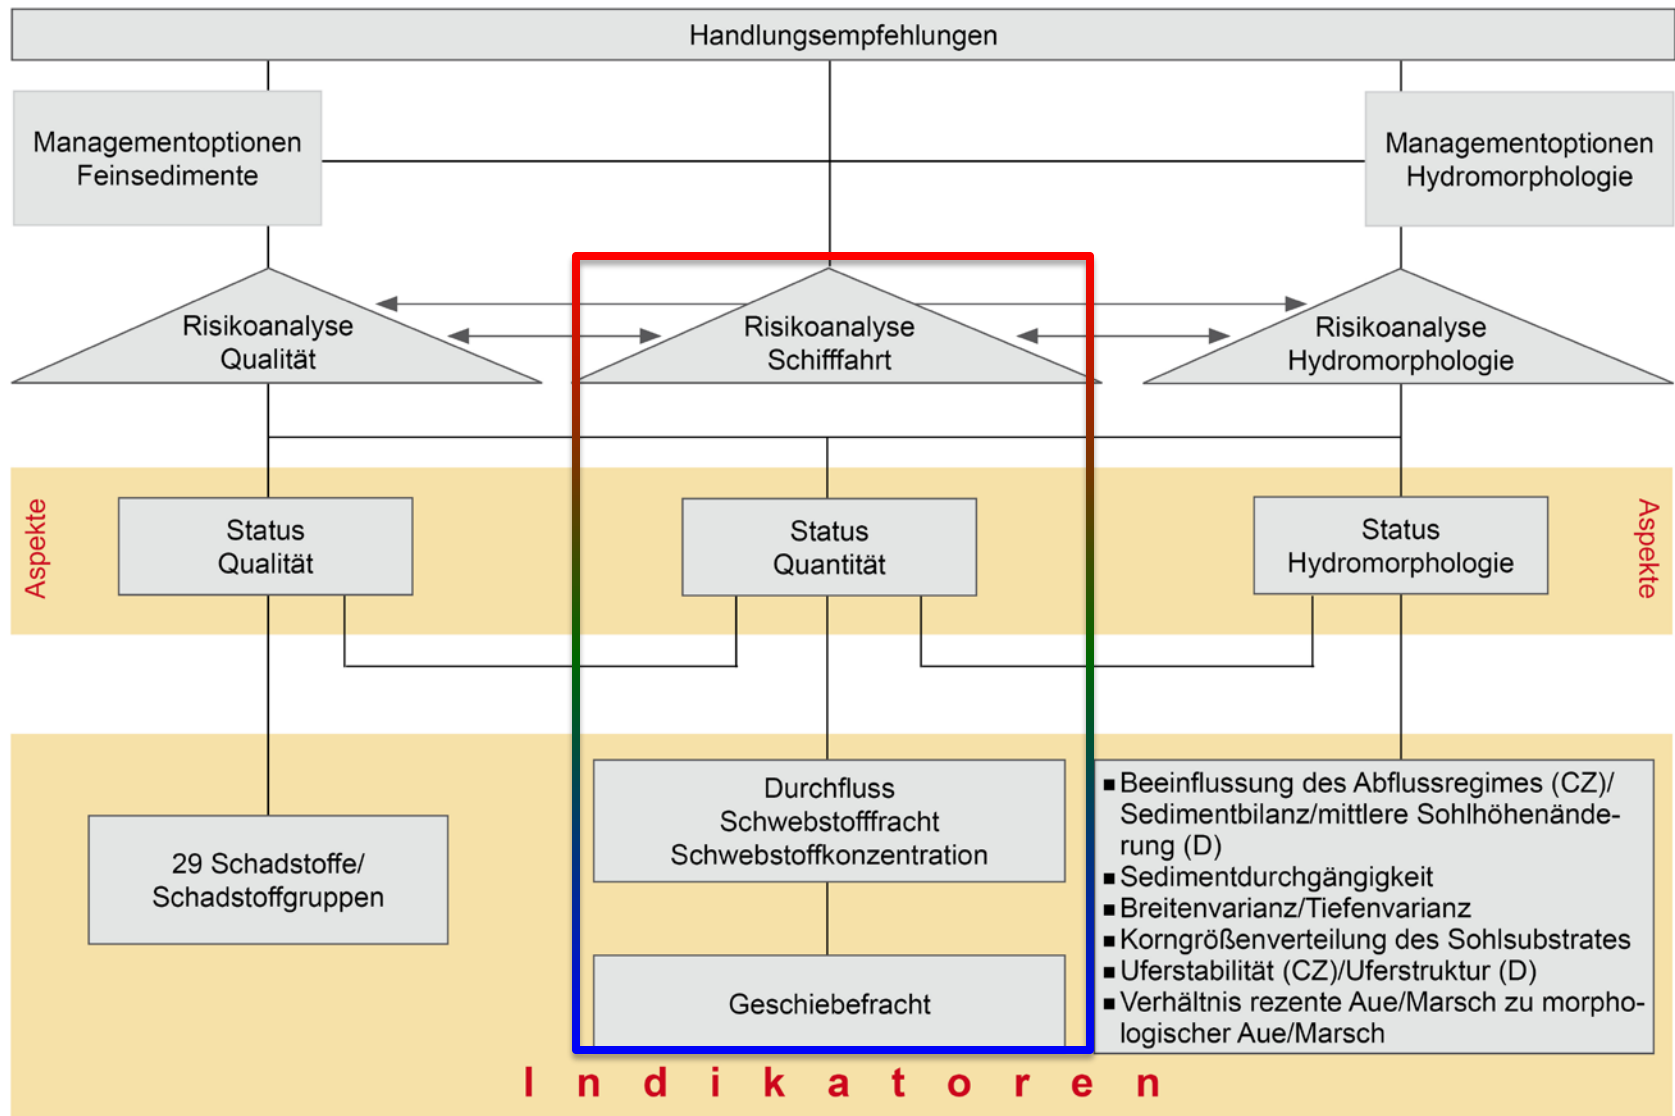 Handlungsempfehlungen
Managementoptionen
Feinsedimente
Managementoptionen
Hydromorphologie
Risikoanalyse
Qualität
Risikoanalyse
Schifffahrt
Risikoanalyse
Hydromorphologie
Aspekte
Status
Qualität
Status
Quantität
Status
Hydromorphologie
Aspekte
29 Schadstoffe/
Schadstoffgruppen
Durchfluss
Schwebstofffracht
Schwebstoffkonzentration
Geschiebefracht
▪ Beeinflussung des Abflussregimes (CZ)/
Sedimentbilanz/mittlere Sohlhöhenände-
rung (D)
▪ Sedimentdurchgängigkeit
▪ Breitenvarianz/Tiefenvarianz
▪ Korngrößenverteilung des Sohlsubstrates
▪ Uferstabilität (CZ)/Uferstruktur (D)
▪ Verhältnis rezente Aue/Marsch zu morpho-
logischer Aue/Marsch
Indikatoren